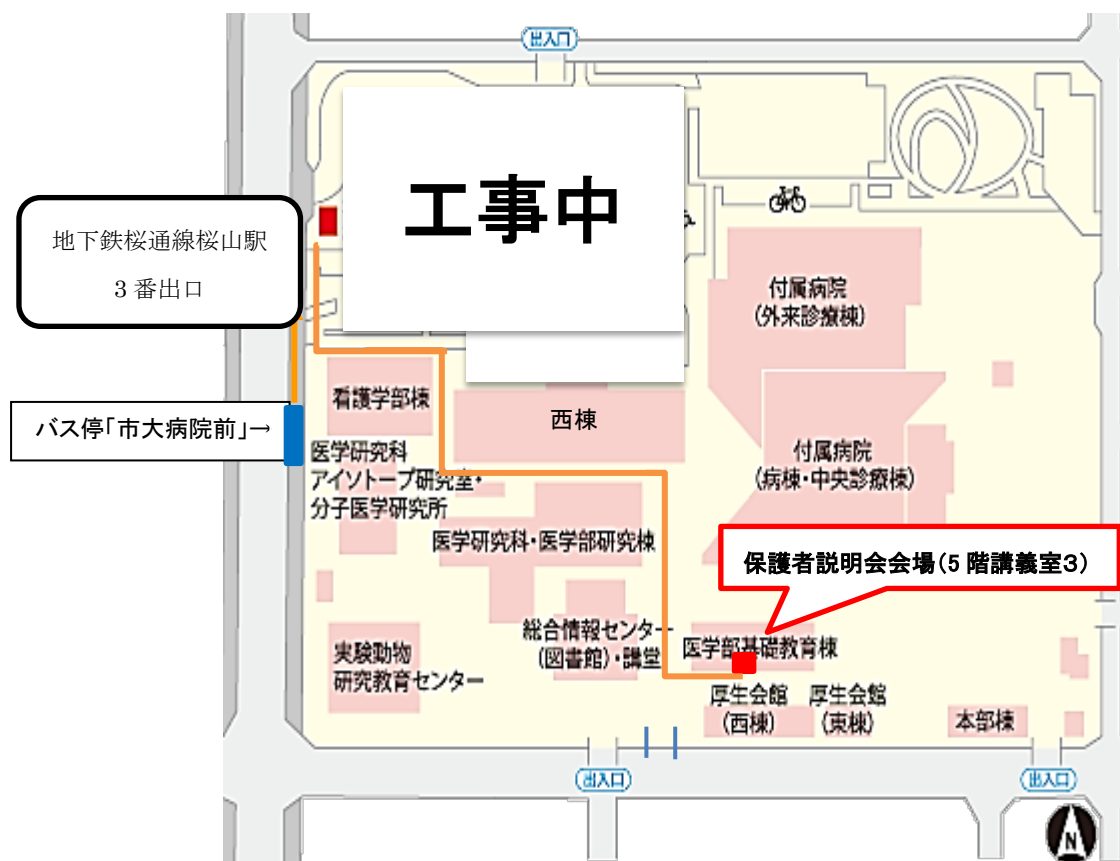 出入口
工事中
地下鉄桜通線桜山駅
3番出口
付属病院
(外来診療棟)
看護学部棟
バス停「市大病院前」→
西棟
医学研究科
アイソトープ研究室・
分子医学研究所
付属病院
(病棟・中央診療棟)
医学研究科・医学部研究棟
保護者説明会会場(5階講義室3)
総合情報センター
(図書館)・講堂
医学部基礎教育棟
実験動物
研究教育センター
厚生会館
(西棟)
厚生会館
(東棟)
本部棟
出入口
出入口
N